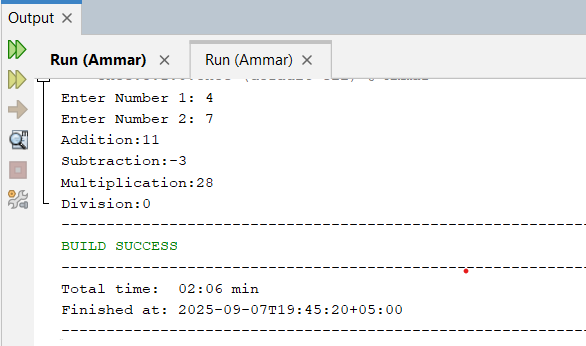 Output
Run (Ammar)
Run (Ammar)
Enter Number 1: 4
Enter Number 2: 7
Addition:11
Subtraction:-3
Multiplication:28
Division:0
------------------------------------------------------------------------
BUILD SUCCESS
------------------------------------------------------------------------
Total time:  02:06 min
Finished at: 2025-09-07T19:45:20+05:00
------------------------------------------------------------------------